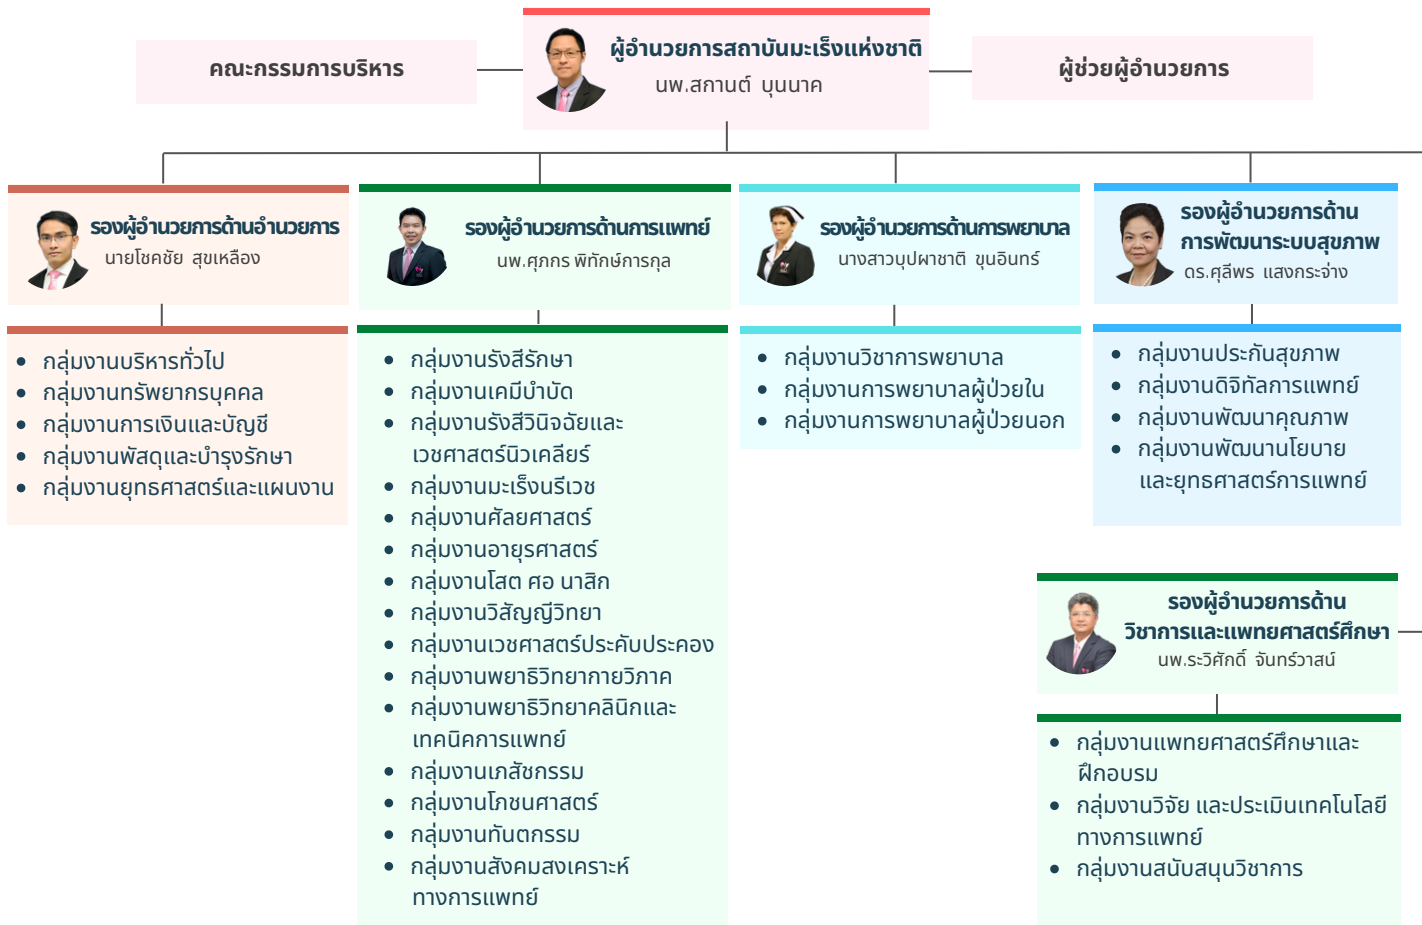 คณะกรรมการบริหาร
ผู้อำนวยการสถาบันมะเร็งแห่งชาติ
นพ.สกานต์ บุนนาค
ผู้ช่วยผู้อำนวยการ
รองผู้อำนวยการด้านอำนวยการ
นายโชคชัย สุขเหลือง
กลุ่มงานบริหารทั่วไป
กลุ่มงานทรัพยากรบุคคล
กลุ่มงานการเงินและบัญชี
กลุ่มงานพัสดุและบำรุงรักษา
กลุ่มงานยุทธศาสตร์และแผนงาน
รองผู้อำนวยการด้านการแพทย์
นพ.ศุภกร พิทักษ์การกุล
กลุ่มงานรังสีรักษา
กลุ่มงานเคมีบำบัด
กลุ่มงานรังสีวินิจฉัยและ
เวชศาสตร์นิวเคลียร์
กลุ่มงานมะเร็งนรีเวช
กลุ่มงานศัลยศาสตร์
กลุ่มงานอายุรศาสตร์
กลุ่มงานโสต ศอ นาสิก
กลุ่มงานวิสัญญีวิทยา
กลุ่มงานเวชศาสตร์ประคับประคอง
กลุ่มงานพยาธิวิทยากายวิภาค
กลุ่มงานพยาธิวิทยาคลินิกและ
เทคนิคการแพทย์
กลุ่มงานเภสัชกรรม
กลุ่มงานโภชนศาสตร์
กลุ่มงานทันตกรรม
กลุ่มงานสังคมสงเคราะห์
ทางการแพทย์
รองผู้อำนวยการด้านการพยาบาล
นางสาวบุปผาชาติ ขุนอินทร์
กลุ่มงานวิชาการพยาบาล
กลุ่มงานการพยาบาลผู้ป่วยใน
กลุ่มงานการพยาบาลผู้ป่วยนอก
รองผู้อำนวยการด้าน
การพัฒนาระบบสุขภาพ
ดร.ศุลีพร แสงกระจ่าง
กลุ่มงานประกันสุขภาพ
กลุ่มงานดิจิทัลการแพทย์
กลุ่มงานพัฒนาคุณภาพ
กลุ่มงานพัฒนานโยบาย
และยุทธศาสตร์การแพทย์
รองผู้อำนวยการด้าน
วิชาการและแพทยศาสตร์ศึกษา
นพ.ระวิศักดิ์ จันทร์วาสน์
กลุ่มงานแพทยศาสตร์ศึกษาและ
ฝึกอบรม
กลุ่มงานวิจัย และประเมินเทคโนโลยี
ทางการแพทย์
กลุ่มงานสนับสนุนวิชาการ